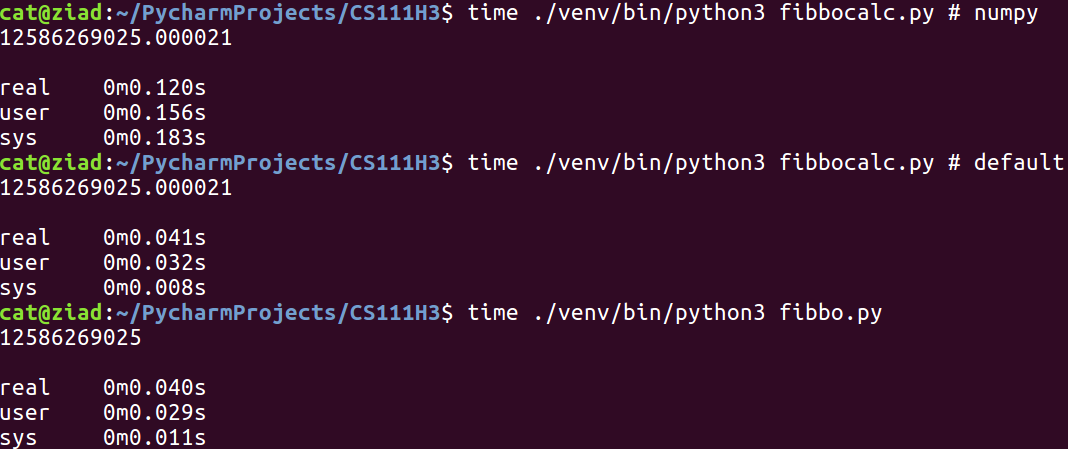 cat@ziad:~/PycharmProjects/CS111H3$ time ./venv/bin/python3 fibbocalc.py # numpy
12586269025.000021
real 0m0.120s
user 0m0.156s
sys 0m0.183s
cat@ziad:~/PycharmProjects/CS111H3$ time ./venv/bin/python3 fibbocalc.py # default
12586269025.000021
real 0m0.041s
user 0m0.032s
sys 0m0.008s
cat@ziad:~/PycharmProjects/CS111H3$ time ./venv/bin/python3 fibbo.py
12586269025
real 0m0.040s
user 0m0.029s
sys 0m0.011s